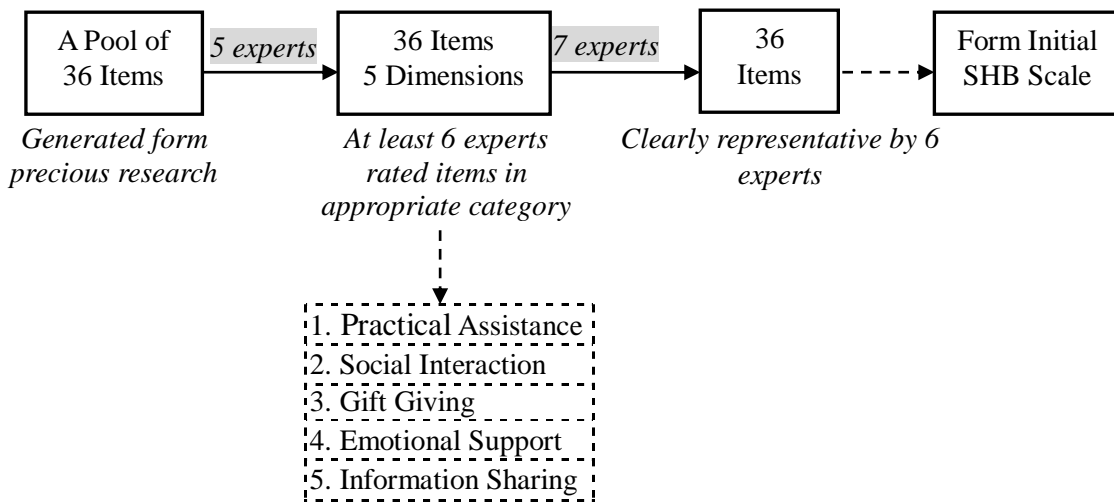 A Pool of
36 Items
5 experts
36 Items
5 Dimensions
7 experts
36
Items
Form Initial
SHB Scale
Generated form
precious research
At least 6 experts
rated items in
appropriate category
Clearly representative by 6
experts
1. Practical Assistance
2. Social Interaction
3. Gift Giving
4. Emotional Support
5. Information Sharing